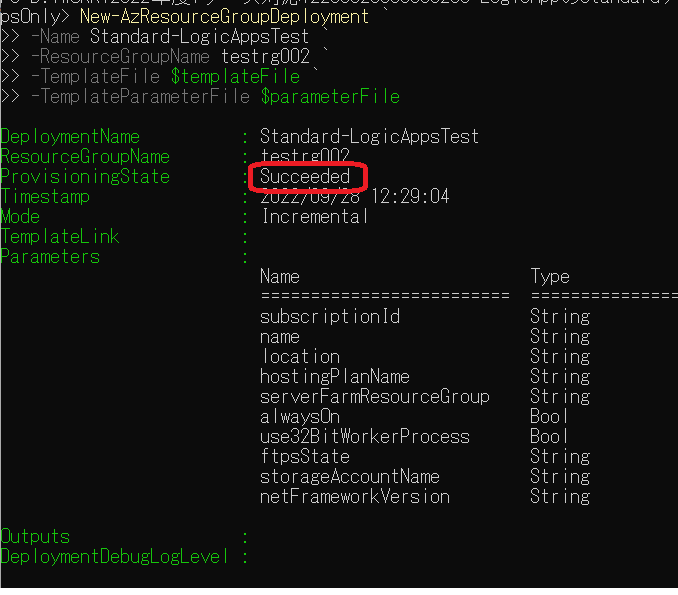 psOnly> New-AzResourceGroupDeployment `
>> -Name Standard-LogicAppsTest `
>> -ResourceGroupName testrg002 `
>> -TemplateFile $templateFile `
>> -TemplateParameterFile $parameterFile
DeploymentName : Standard-LogicAppsTest
ResourceGroupName : testrg002
ProvisioningState : Succeeded
Timestamp : 2022/09/28 12:29:04
Mode : Incremental
TemplateLink :
Parameters :
Name Type
========================= ===============
subscriptionId String
name String
location String
hostingPlanName String
serverFarmResourceGroup String
alwaysOn Bool
use32BitWorkerProcess Bool
ftpsState String
storageAccountName String
netFrameworkVersion String
Outputs :
DeploymentDebugLogLevel :